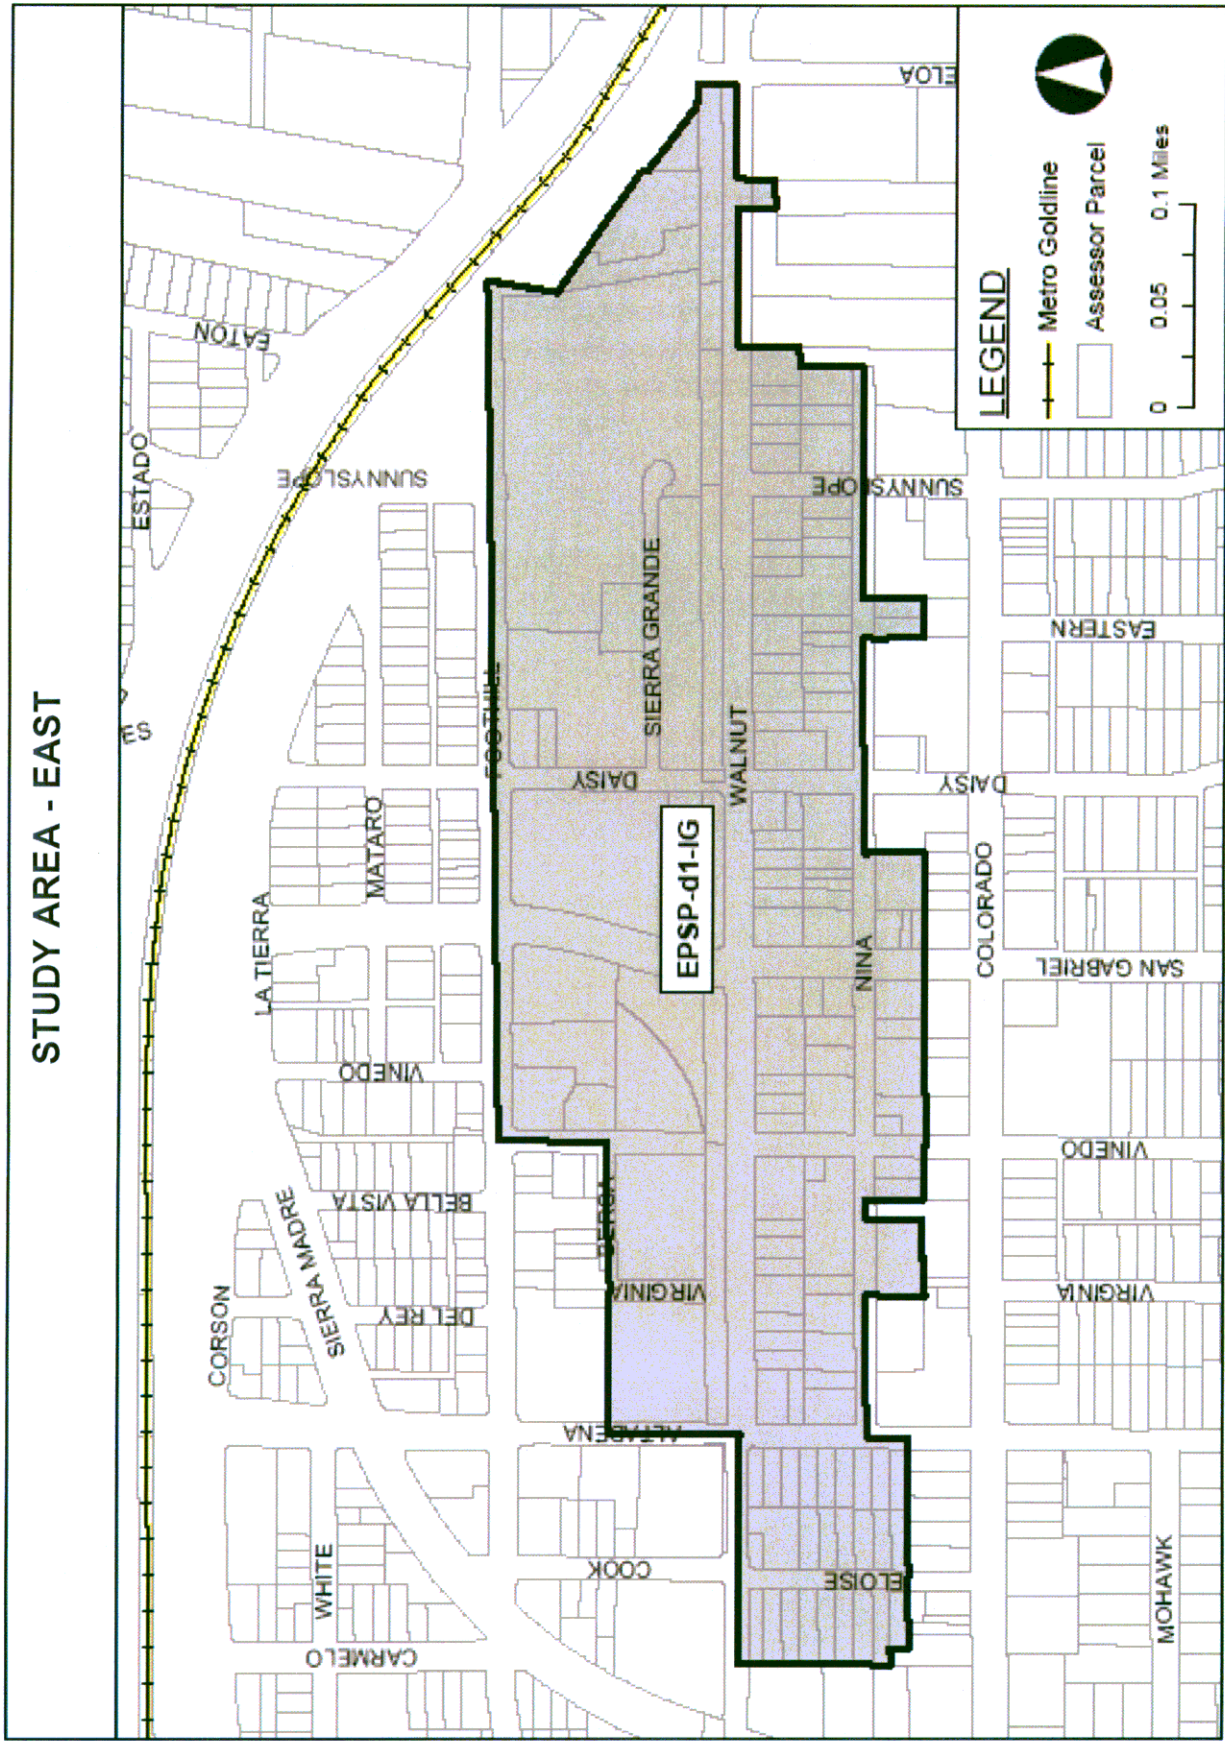 STUDY AREA - EAST
ES
ESTADO
EATON
SUNNYSLOPE
LA TIERRA
MATARO
VINEDO
BELLA VISTA
SIERRA MADRE
DEL REY
CORSON
WHITE
CARMELO
COOK
ALTADENA
FOOTHILL
DAISY
SIERRA GRANDE
WALNUT
EPSP-d1-IG
VIRGINIA
NINA
ELOISE
SUNNYSLOPE
DAISY
COLORADO
EASTERN
SAN GABRIEL
VINEDO
VIRGINIA
MOHAWK
ELOA
LEGEND
Metro Goldline
Assessor Parcel
0 0.05 0.1 Miles